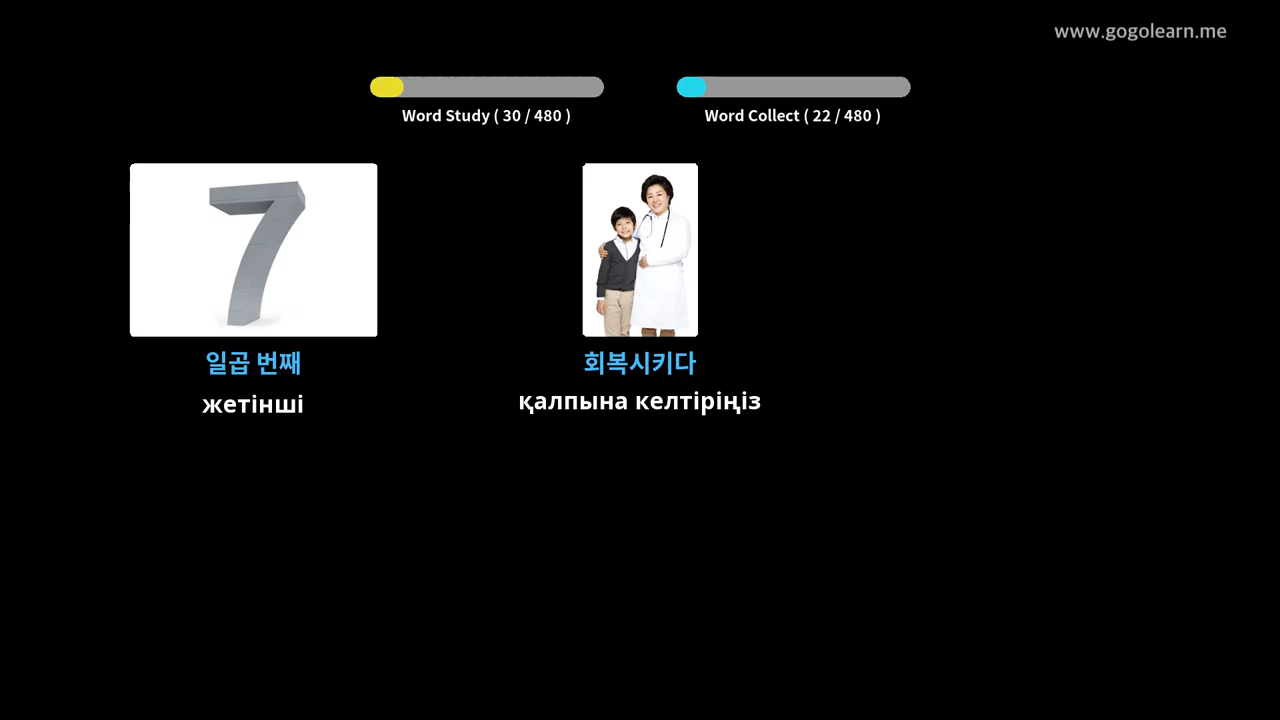 www.gogolearn.me
Word Study ( 30 / 480 )
Word Collect ( 22 / 480 )
7
일곱 번째
жетінші
회복시키다
қалпына келтіріңіз